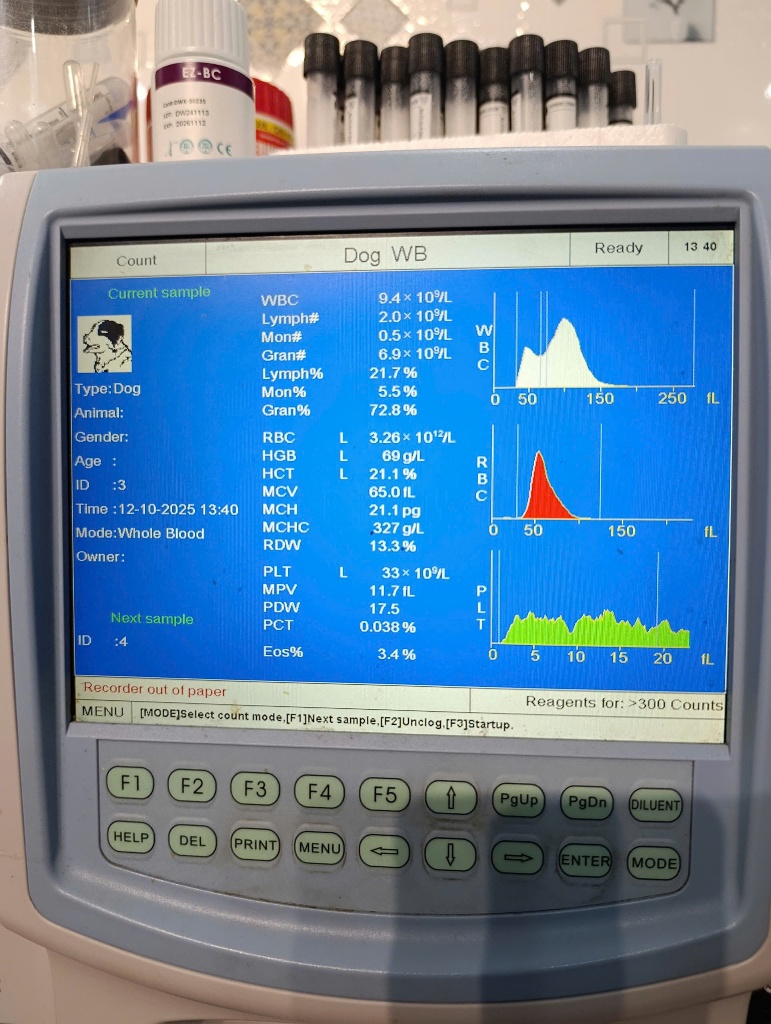 EZ-BC
EXP: 20261112
CE
Count
Dog WB
Ready
13 40
Current sample
Type:Dog
Animal:
Gender:
Age :
ID :3
Time :12-10-2025 13:40
Mode:Whole Blood
Owner:
Next sample
ID :4
WBC 9.4 × 10⁹/L
Lymph# 2.0 × 10⁹/L
Mon# 0.5 × 10⁹/L
Gran# 6.9 × 10⁹/L
Lymph% 21.7 %
Mon% 5.5 %
Gran% 72.8 %
RBC L 3.26 × 10¹²/L
HGB L 69 g/L
HCT L 21.1 %
MCV 65.0 fL
MCH 21.1 pg
MCHC 327 g/L
RDW 13.3 %
PLT L 33 × 10⁹/L
MPV 11.7 fL
PDW 17.5
PCT 0.038 %
Eos% 3.4 %
WBC
0 50 150 250 fL
RBC
0 50 150 fL
PLT
0 5 10 15 20 fL
Recorder out of paper
Reagents for: >300 Counts
MENU
[MODE]Select count mode,[F1]Next sample,[F2]Unclog,[F3]Startup.
F1 F2 F3 F4 F5 PgUp PgDn DILUENT
HELP DEL PRINT MENU ENTER MODE